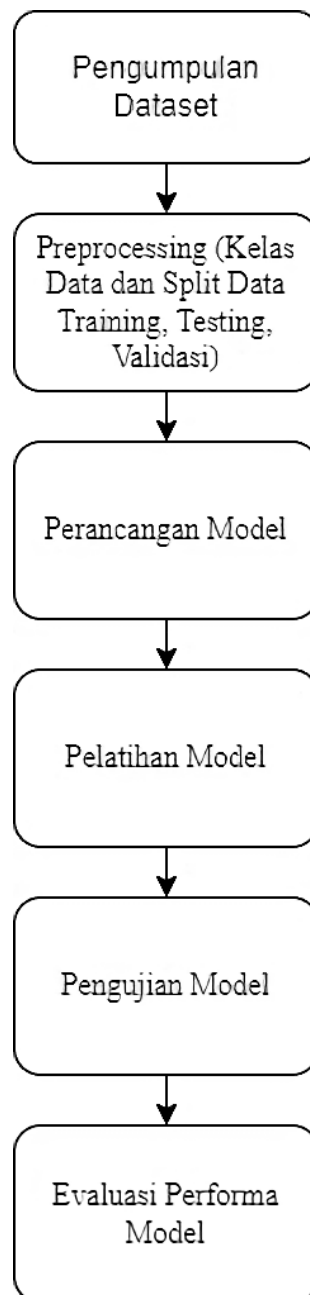 Pengumpulan
Dataset
Preprocessing (Kelas
Data dan Split Data
Training, Testing,
Validasi)
Perancangan Model
Pelatihan Model
Pengujian Model
Evaluasi Performa
Model